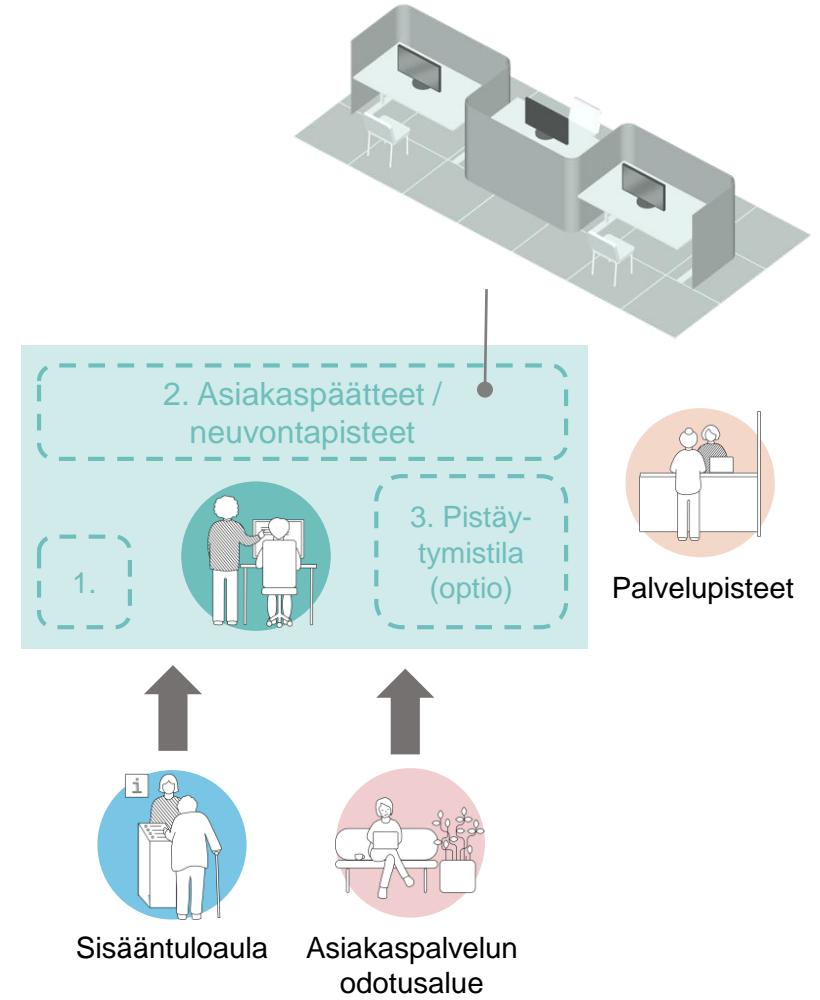 2. Asiakaspäätteet /
neuvontapisteet
3. Pistäy-
tymistila
(optio)
1.
Palvelupisteet
i
Sisääntuloaula
Asiakaspalvelun
odotusalue